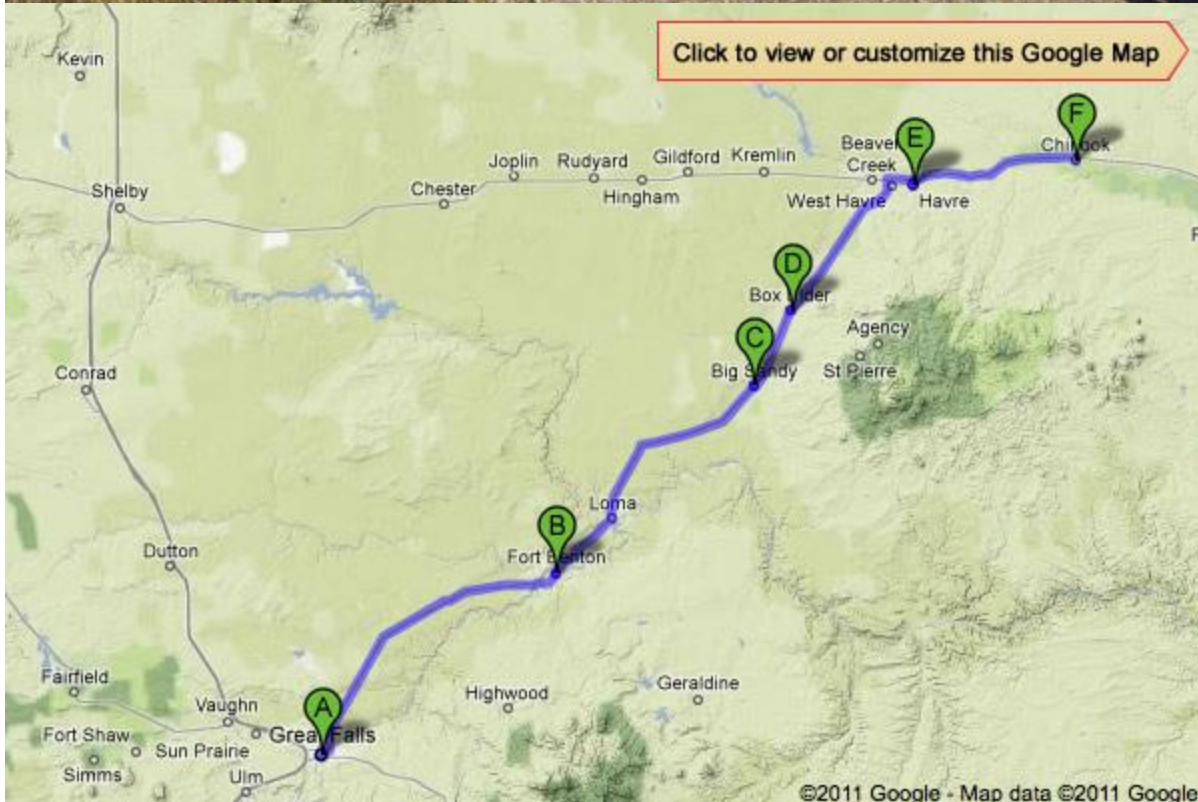 Click to view or customize this Google Map
Kevin
F
E
Beaver
Creek
Joplin
Rudyard
Gildford
Kremlin
Shelby
Chester
Hingham
West Havre
Havre
D
Agency
C
Big Sandy
St Pierre
Conrad
Loma
B
Dutton
Fort Benton
Fairfield
Highwood
Geraldine
Vaughn
A
Fort Shaw
Sun Prairie
Great Falls
Simms
Ulm
©2011 Google - Map data ©2011 Google